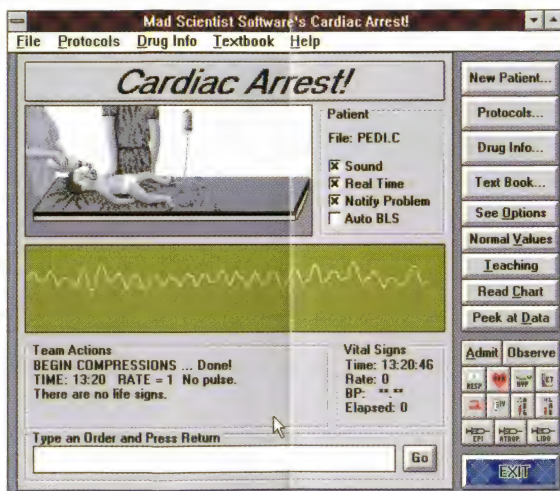 Mad Scientist Software's Cardiac Arrest!
File Protocols Drug Info Textbook Help
Cardiac Arrest!
Patient
File: PEDI.C
Sound
Real Time
Notify Problem
Auto BLS
Team Actions
BEGIN COMPRESSIONS ... Done!
TIME: 13:20 RATE = 1 No pulse.
There are no life signs.
Vital Signs
Time: 13:20:46
Rate: 0
BP: **.**
Elapsed: 0
Type an Order and Press Return
Go
New Patient...
Protocols...
Drug Info...
Text Book...
See Options
Normal Values
Teaching
Read Chart
Peek at Data
Admit Observe
RESP
EPI ATROP LIDO
EXIT